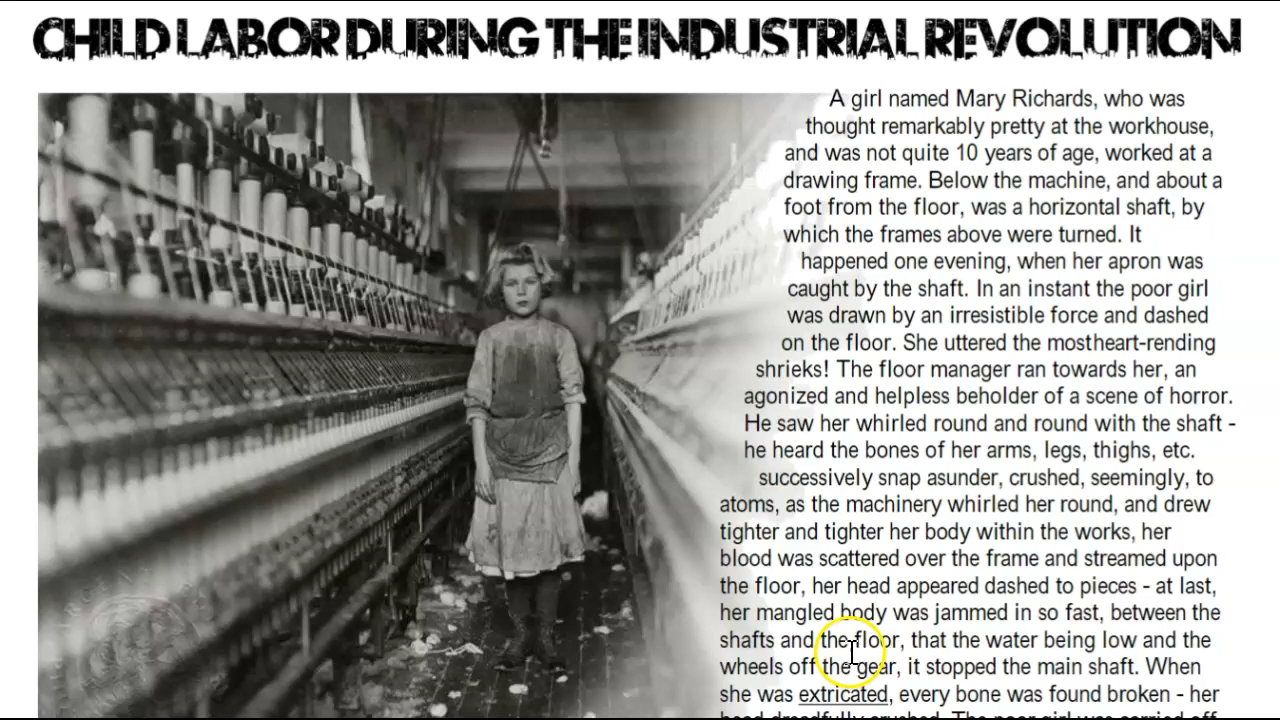 CHILD LABOR DURING THE INDUSTRIAL REVOLUTION
A girl named Mary Richards, who was
thought remarkably pretty at the workhouse,
and was not quite 10 years of age, worked at a
drawing frame. Below the machine, and about a
foot from the floor, was a horizontal shaft, by
which the frames above were turned. It
happened one evening, when her apron was
caught by the shaft. In an instant the poor girl
was drawn by an irresistible force and dashed
on the floor. She uttered the mostheart-rending
shrieks! The floor manager ran towards her, an
agonized and helpless beholder of a scene of horror.
He saw her whirled round and round with the shaft -
he heard the bones of her arms, legs, thighs, etc.
successively snap asunder, crushed, seemingly, to
atoms, as the machinery whirled her round, and drew
tighter and tighter her body within the works, her
blood was scattered over the frame and streamed upon
the floor, her head appeared dashed to pieces - at last,
her mangled body was jammed in so fast, between the
shafts and the floor, that the water being low and the
wheels off the gear, it stopped the main shaft. When
she was extricated, every bone was found broken - her
head dreadfully crushed. The poor girl was carried off